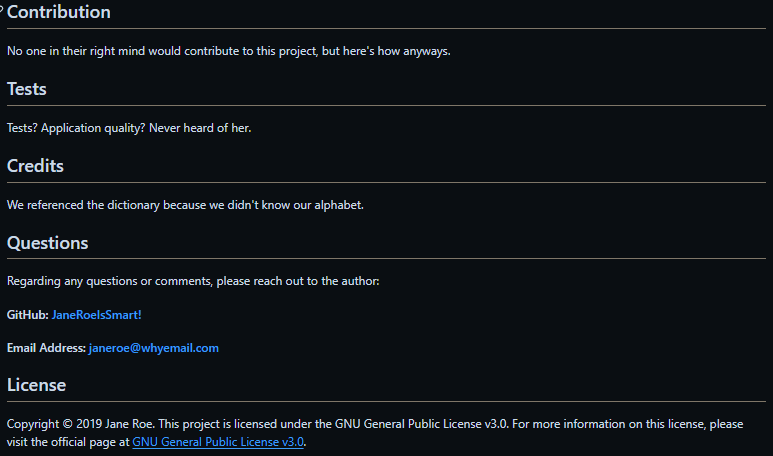 Contribution
No one in their right mind would contribute to this project, but here's how anyways.
Tests
Tests? Application quality? Never heard of her.
Credits
We referenced the dictionary because we didn't know our alphabet.
Questions
Regarding any questions or comments, please reach out to the author:
GitHub: JaneRoeIsSmart!
Email Address: janeroe@whyemail.com
License
Copyright © 2019 Jane Roe. This project is licensed under the GNU General Public License v3.0. For more information on this license, please
visit the official page at GNU General Public License v3.0.